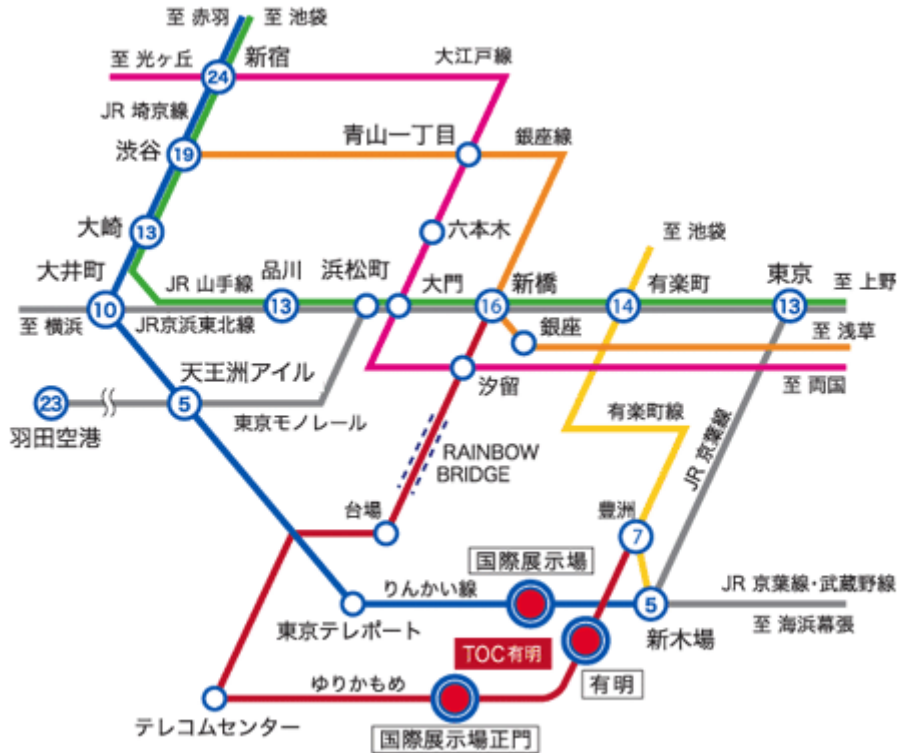 至 赤羽
至 池袋
至 光ヶ丘
新宿
大江戸線
24
JR 埼京線
青山一丁目
銀座線
渋谷
19
大崎
13
六本木
至 池袋
大井町
JR 山手線
品川
浜松町
大門
新橋
有楽町
東京
至 上野
10
13
16
14
13
至 横浜
JR京浜東北線
銀座
至 浅草
天王洲アイル
汐留
至 両国
23
5
東京モノレール
有楽町線
羽田空港
RAINBOW
BRIDGE
JR 京葉線
台場
豊洲
7
国際展示場
りんかい線
JR 京葉線・武蔵野線
5
東京テレポート
至 海浜幕張
新木場
TOC有明
ゆりかもめ
有明
テレコムセンター
国際展示場正門